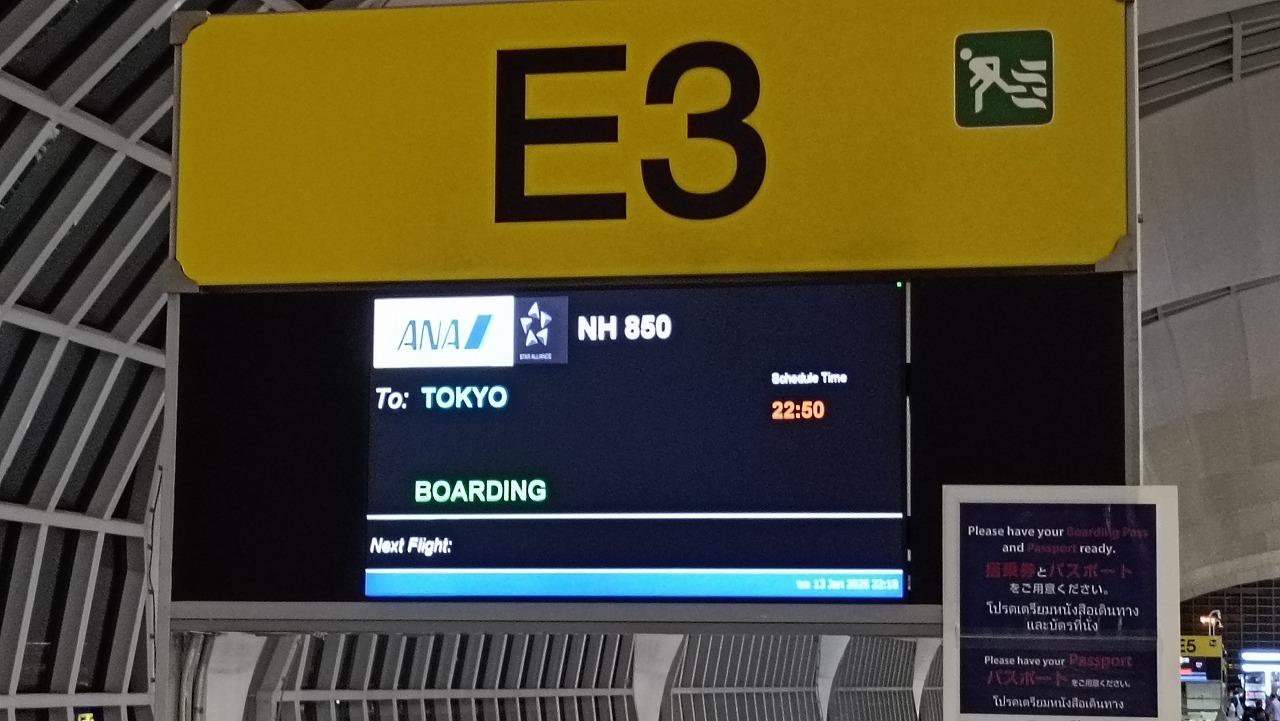 E3
ANA
STAR ALLIANCE
NH 850
To: TOKYO
Schedule Time
22:50
BOARDING
Next Flight:
13 Jan 2025 22:18
Please have your Boarding Pass
and Passport ready.
搭乗券とパスポート
をご用意ください。
โปรดเตรียมหนังสือเดินทาง
และบัตรที่นั่ง
Please have your Passport
パスポート をご用意ください。
โปรดเตรียมหนังสือเดินทาง
E5